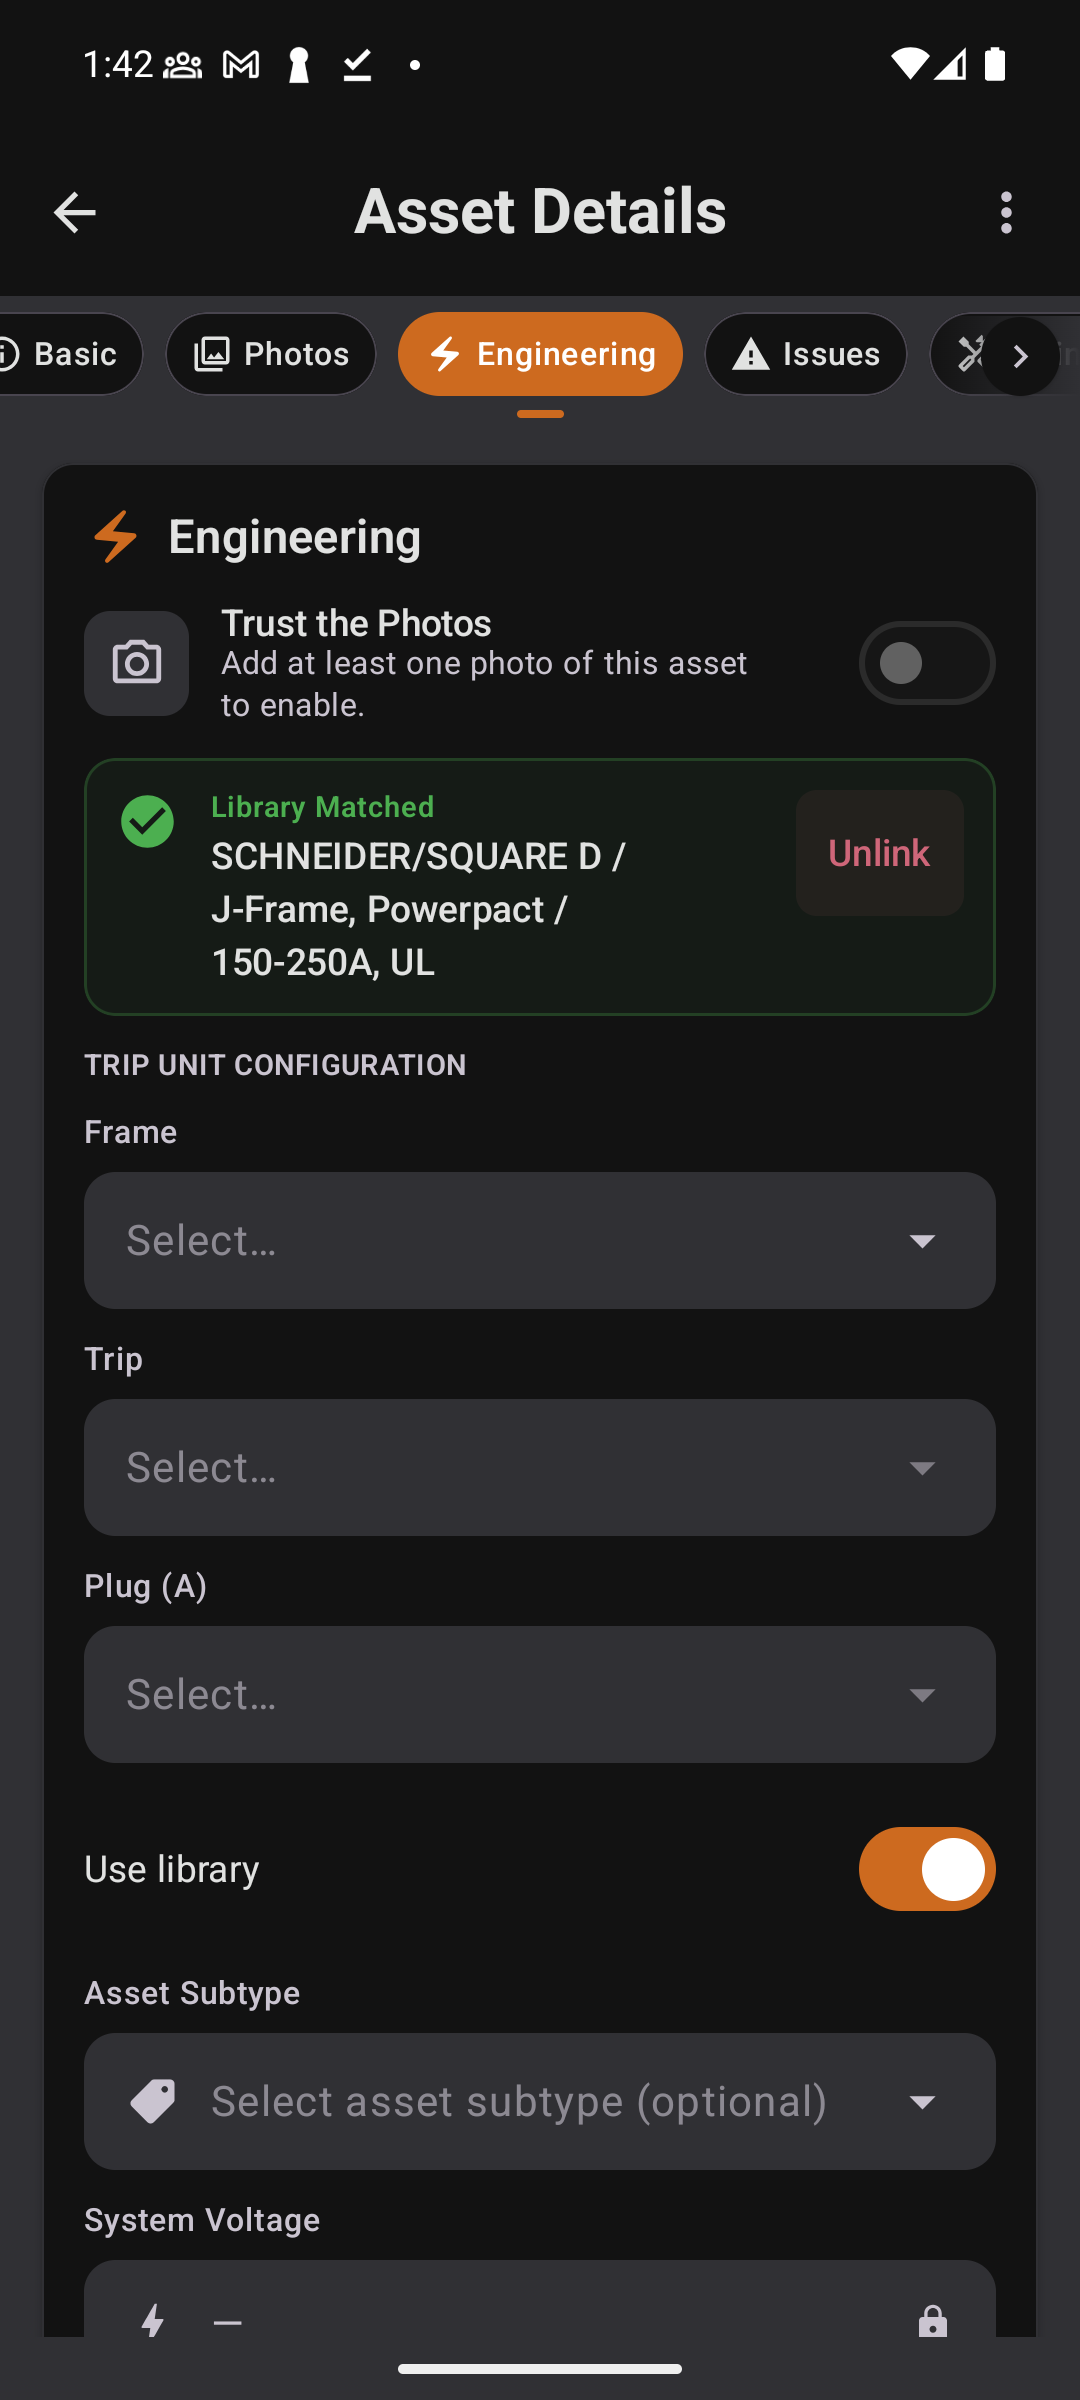 1:42
Asset Details
Basic
Photos
Engineering
Issues
Engineering
Trust the Photos
Add at least one photo of this asset
to enable.
Library Matched
SCHNEIDER/SQUARE D /
J-Frame, Powerpact /
150-250A, UL
Unlink
TRIP UNIT CONFIGURATION
Frame
Select...
Trip
Select...
Plug (A)
Select...
Use library
Asset Subtype
Select asset subtype (optional)
System Voltage
—